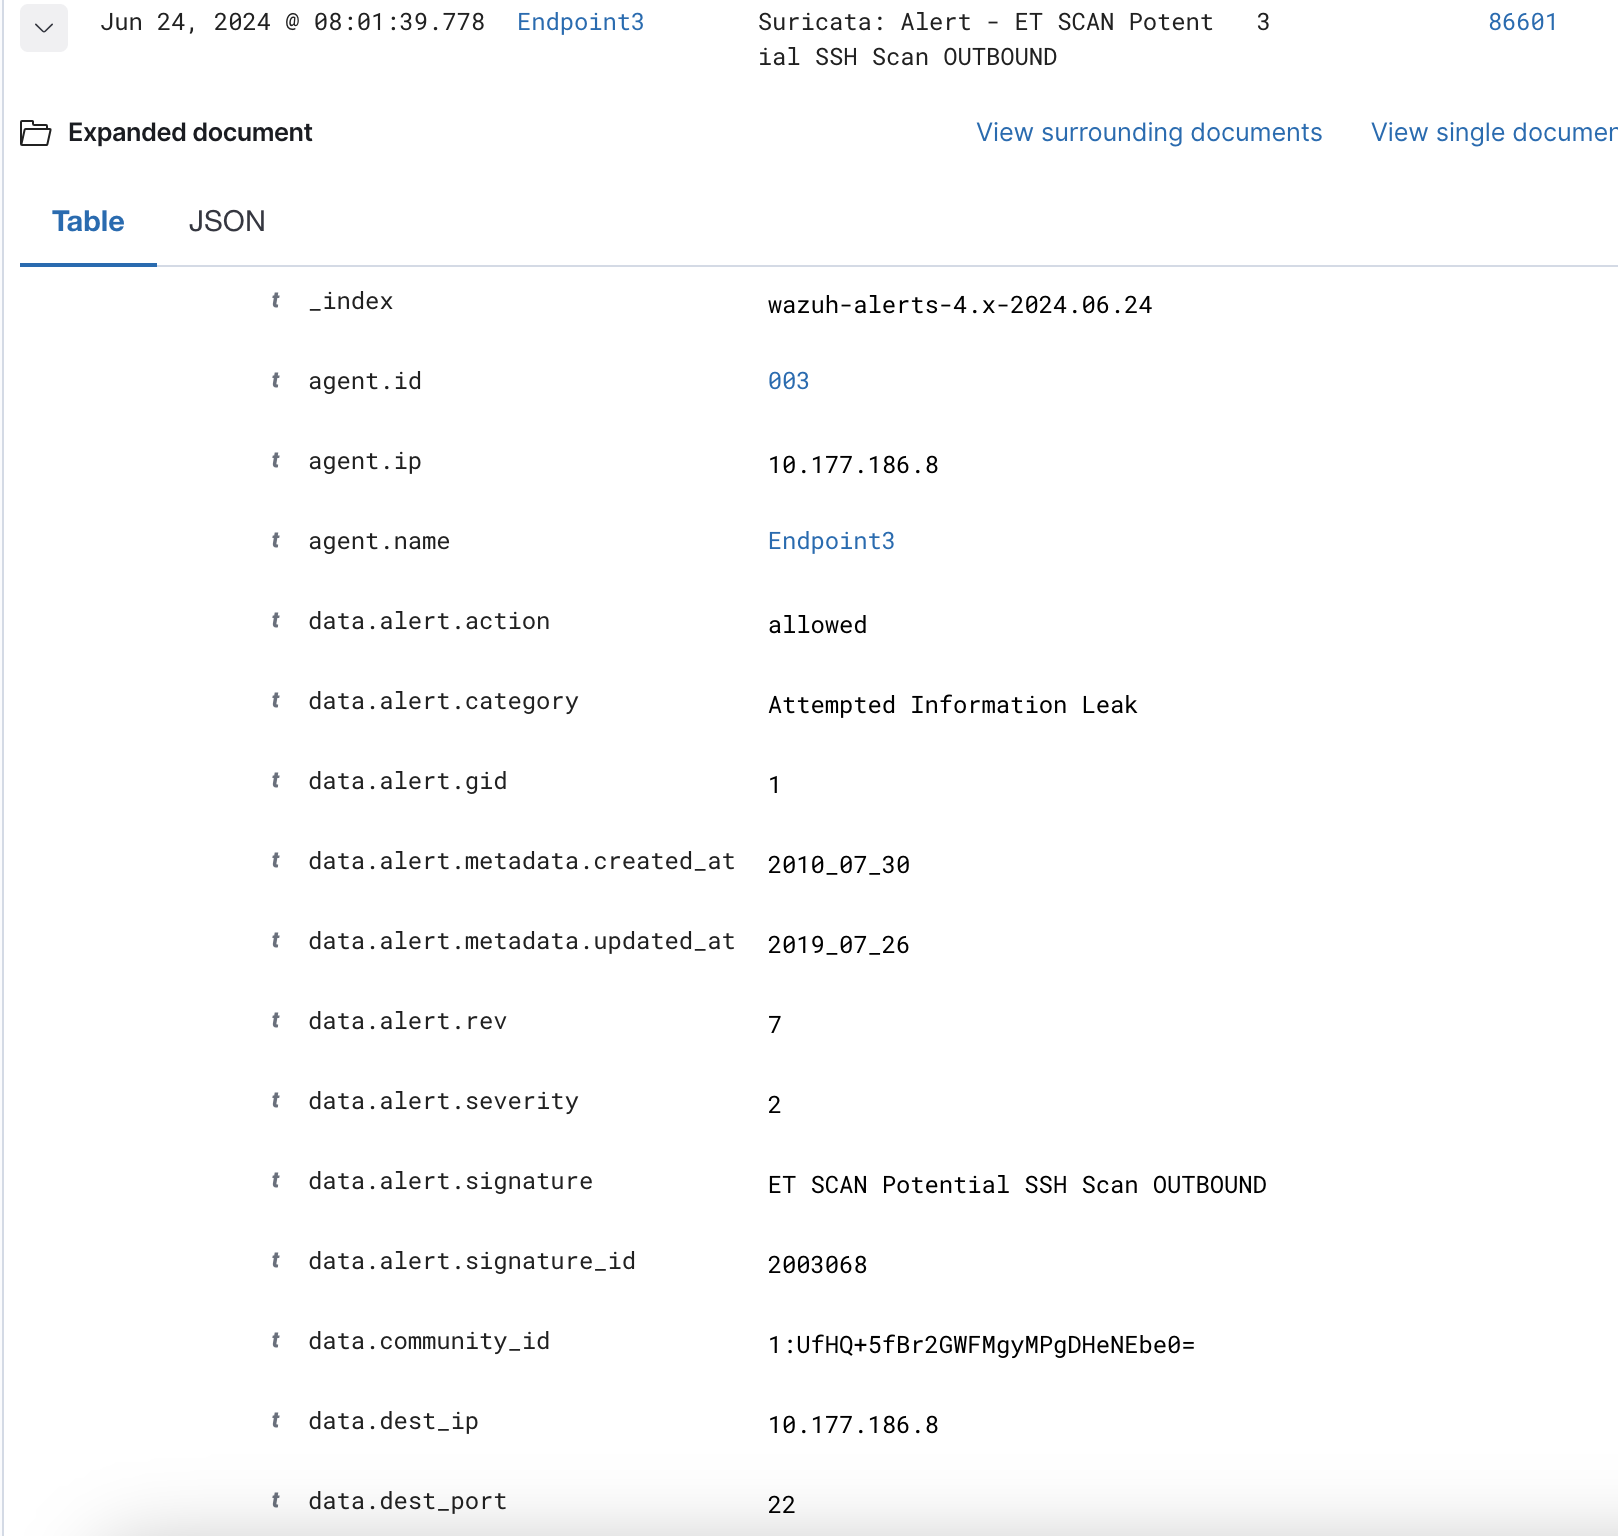 Jun 24, 2024 @ 08:01:39.778 Endpoint3 Suricata: Alert - ET SCAN Potent 3 86601
ial SSH Scan OUTBOUND
Expanded document View surrounding documents View single documen
Table JSON
t _index wazuh-alerts-4.x-2024.06.24
t agent.id 003
t agent.ip 10.177.186.8
t agent.name Endpoint3
t data.alert.action allowed
t data.alert.category Attempted Information Leak
t data.alert.gid 1
t data.alert.metadata.created_at 2010_07_30
t data.alert.metadata.updated_at 2019_07_26
t data.alert.rev 7
t data.alert.severity 2
t data.alert.signature ET SCAN Potential SSH Scan OUTBOUND
t data.alert.signature_id 2003068
t data.community_id 1:UfHQ+5fBr2GWFMgyMPgDHeNEbe0=
t data.dest_ip 10.177.186.8
t data.dest_port 22